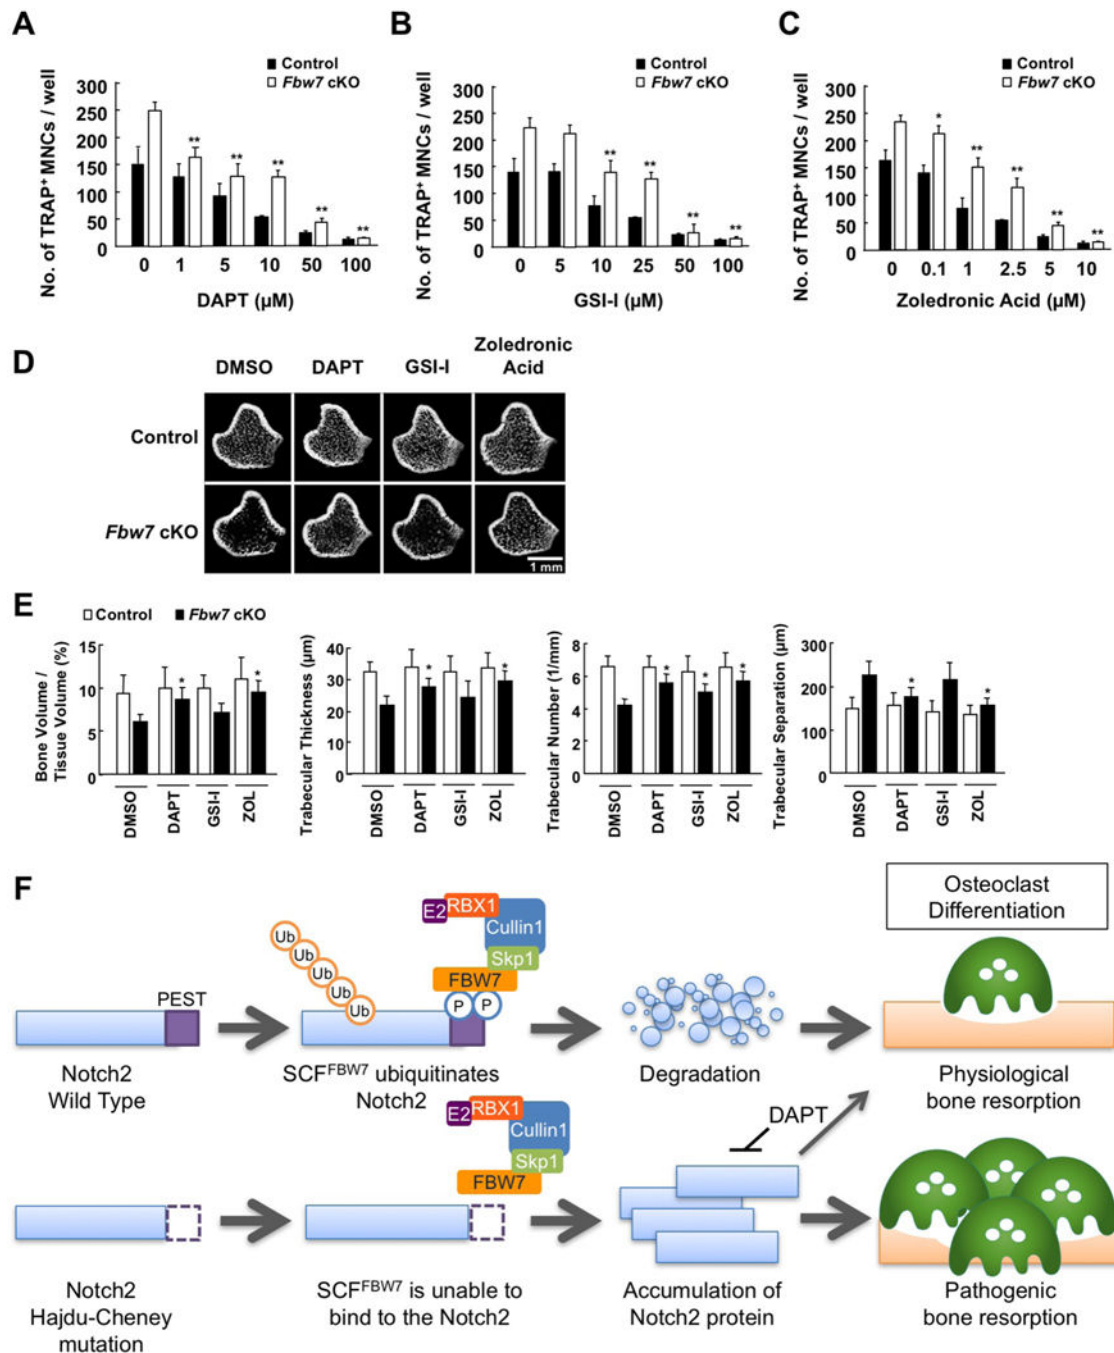 A
Control
Fbw7 cKO
No. of TRAP⁺ MNCs / well
300
250
200
150
100
50
0
** ** ** ** **
0 1 5 10 50 100
DAPT (µM)
B
Control
Fbw7 cKO
No. of TRAP⁺ MNCs / well
300
250
200
150
100
50
0
** ** ** **
0 5 10 25 50 100
GSI-I (µM)
C
Control
Fbw7 cKO
No. of TRAP⁺ MNCs / well
300
250
200
150
100
50
0
* ** ** ** **
0 0.1 1 2.5 5 10
Zoledronic Acid (µM)
D
DMSO DAPT GSI-I Zoledronic
Acid
Control
Fbw7 cKO
1 mm
E
Control Fbw7 cKO
Bone Volume /
Tissue Volume (%)
15
10
5
0
* *
DMSO DAPT GSI-I ZOL
Trabecular Thickness (µm)
40
30
20
10
0
* *
DMSO DAPT GSI-I ZOL
Trabecular Number (1/mm)
8
6
4
2
0
* * *
DMSO DAPT GSI-I ZOL
Trabecular Separation (µm)
300
200
100
0
* *
DMSO DAPT GSI-I ZOL
F
Osteoclast
Differentiation
E2 RBX1
Cullin1
Skp1
FBW7
P P
Ub
Ub
Ub
Ub
Ub
PEST
Notch2
Wild Type
SCFᶠᴮᵂ⁷ ubiquitinates
Notch2
Degradation
Physiological
bone resorption
E2 RBX1
Cullin1
Skp1
FBW7
DAPT
Notch2
Hajdu-Cheney
mutation
SCFᶠᴮᵂ⁷ is unable to
bind to the Notch2
Accumulation of
Notch2 protein
Pathogenic
bone resorption